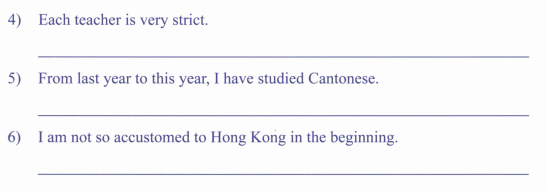 4) Each teacher is very strict.
5) From last year to this year, I have studied Cantonese.
6) I am not so accustomed to Hong Kong in the beginning.